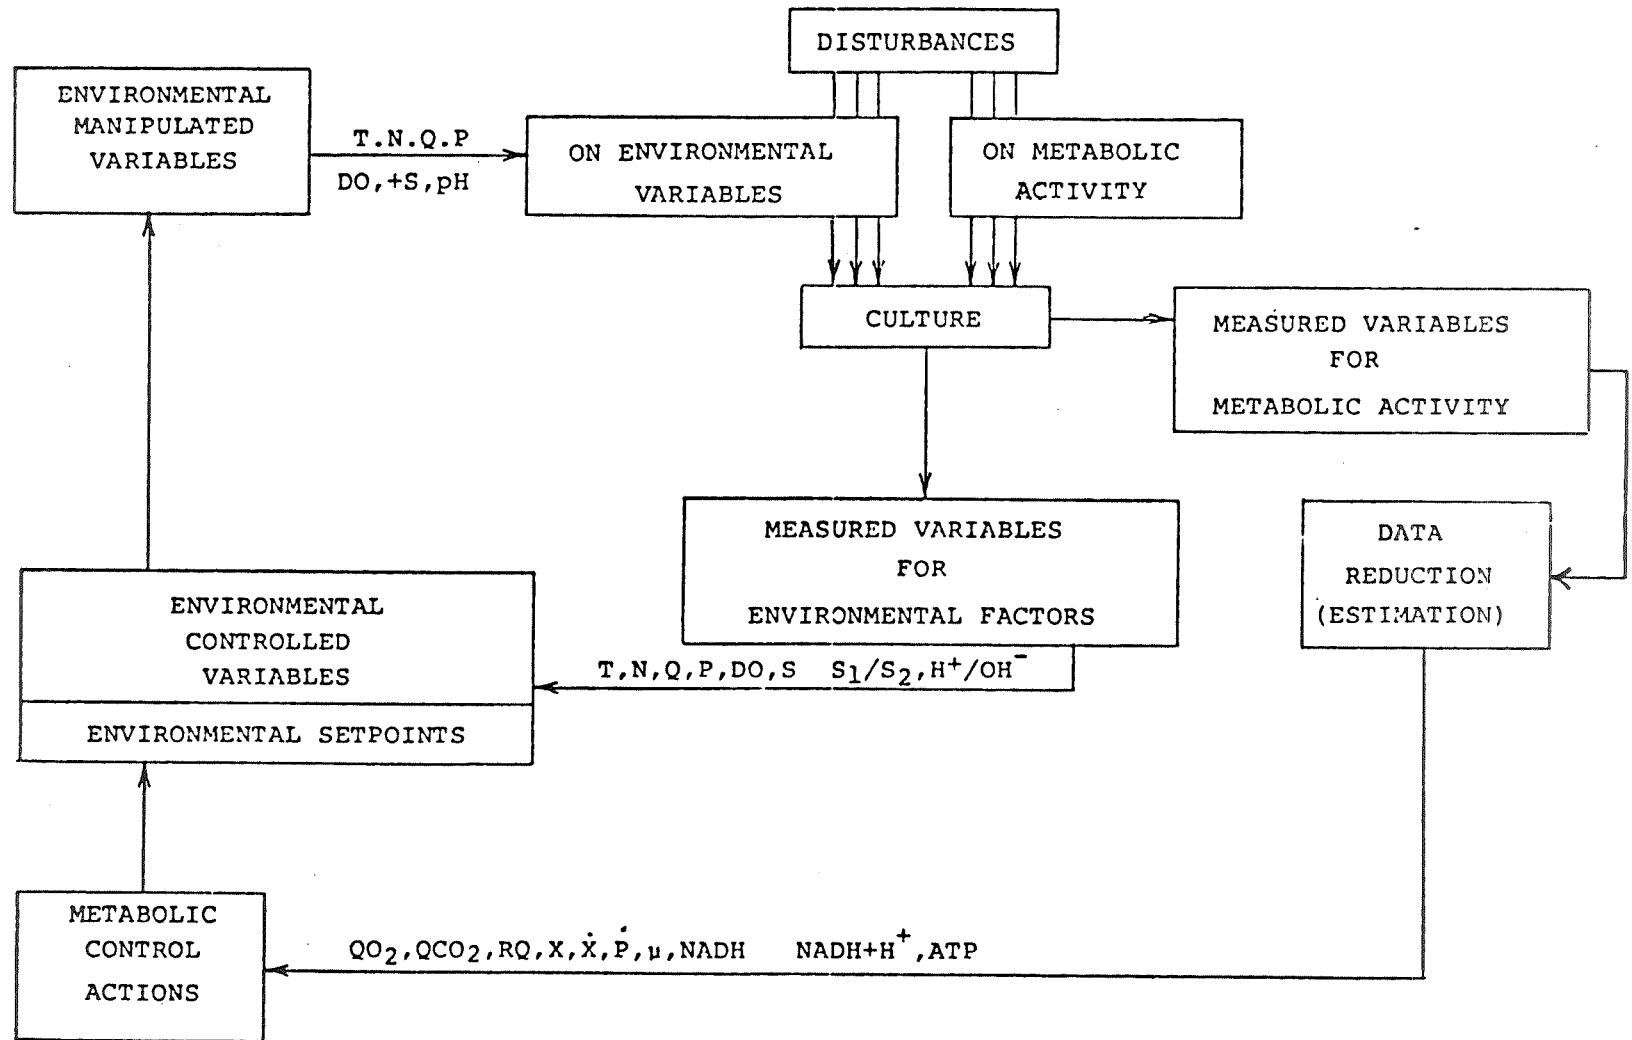 DISTURBANCES
ENVIRONMENTAL
MANIPULATED
VARIABLES
T.N.Q.P
DO,+S,pH
ON ENVIRONMENTAL
VARIABLES
ON METABOLIC
ACTIVITY
CULTURE
MEASURED VARIABLES
FOR
METABOLIC ACTIVITY
MEASURED VARIABLES
FOR
ENVIRONMENTAL FACTORS
DATA
REDUCTION
(ESTIMATION)
ENVIRONMENTAL
CONTROLLED
VARIABLES
T,N,Q,P,DO,S S₁/S₂,H⁺/OH⁻
ENVIRONMENTAL SETPOINTS
METABOLIC
CONTROL
ACTIONS
QO₂,QCO₂,RQ,X,Ẋ,Ṗ,μ,NADH NADH+H⁺,ATP